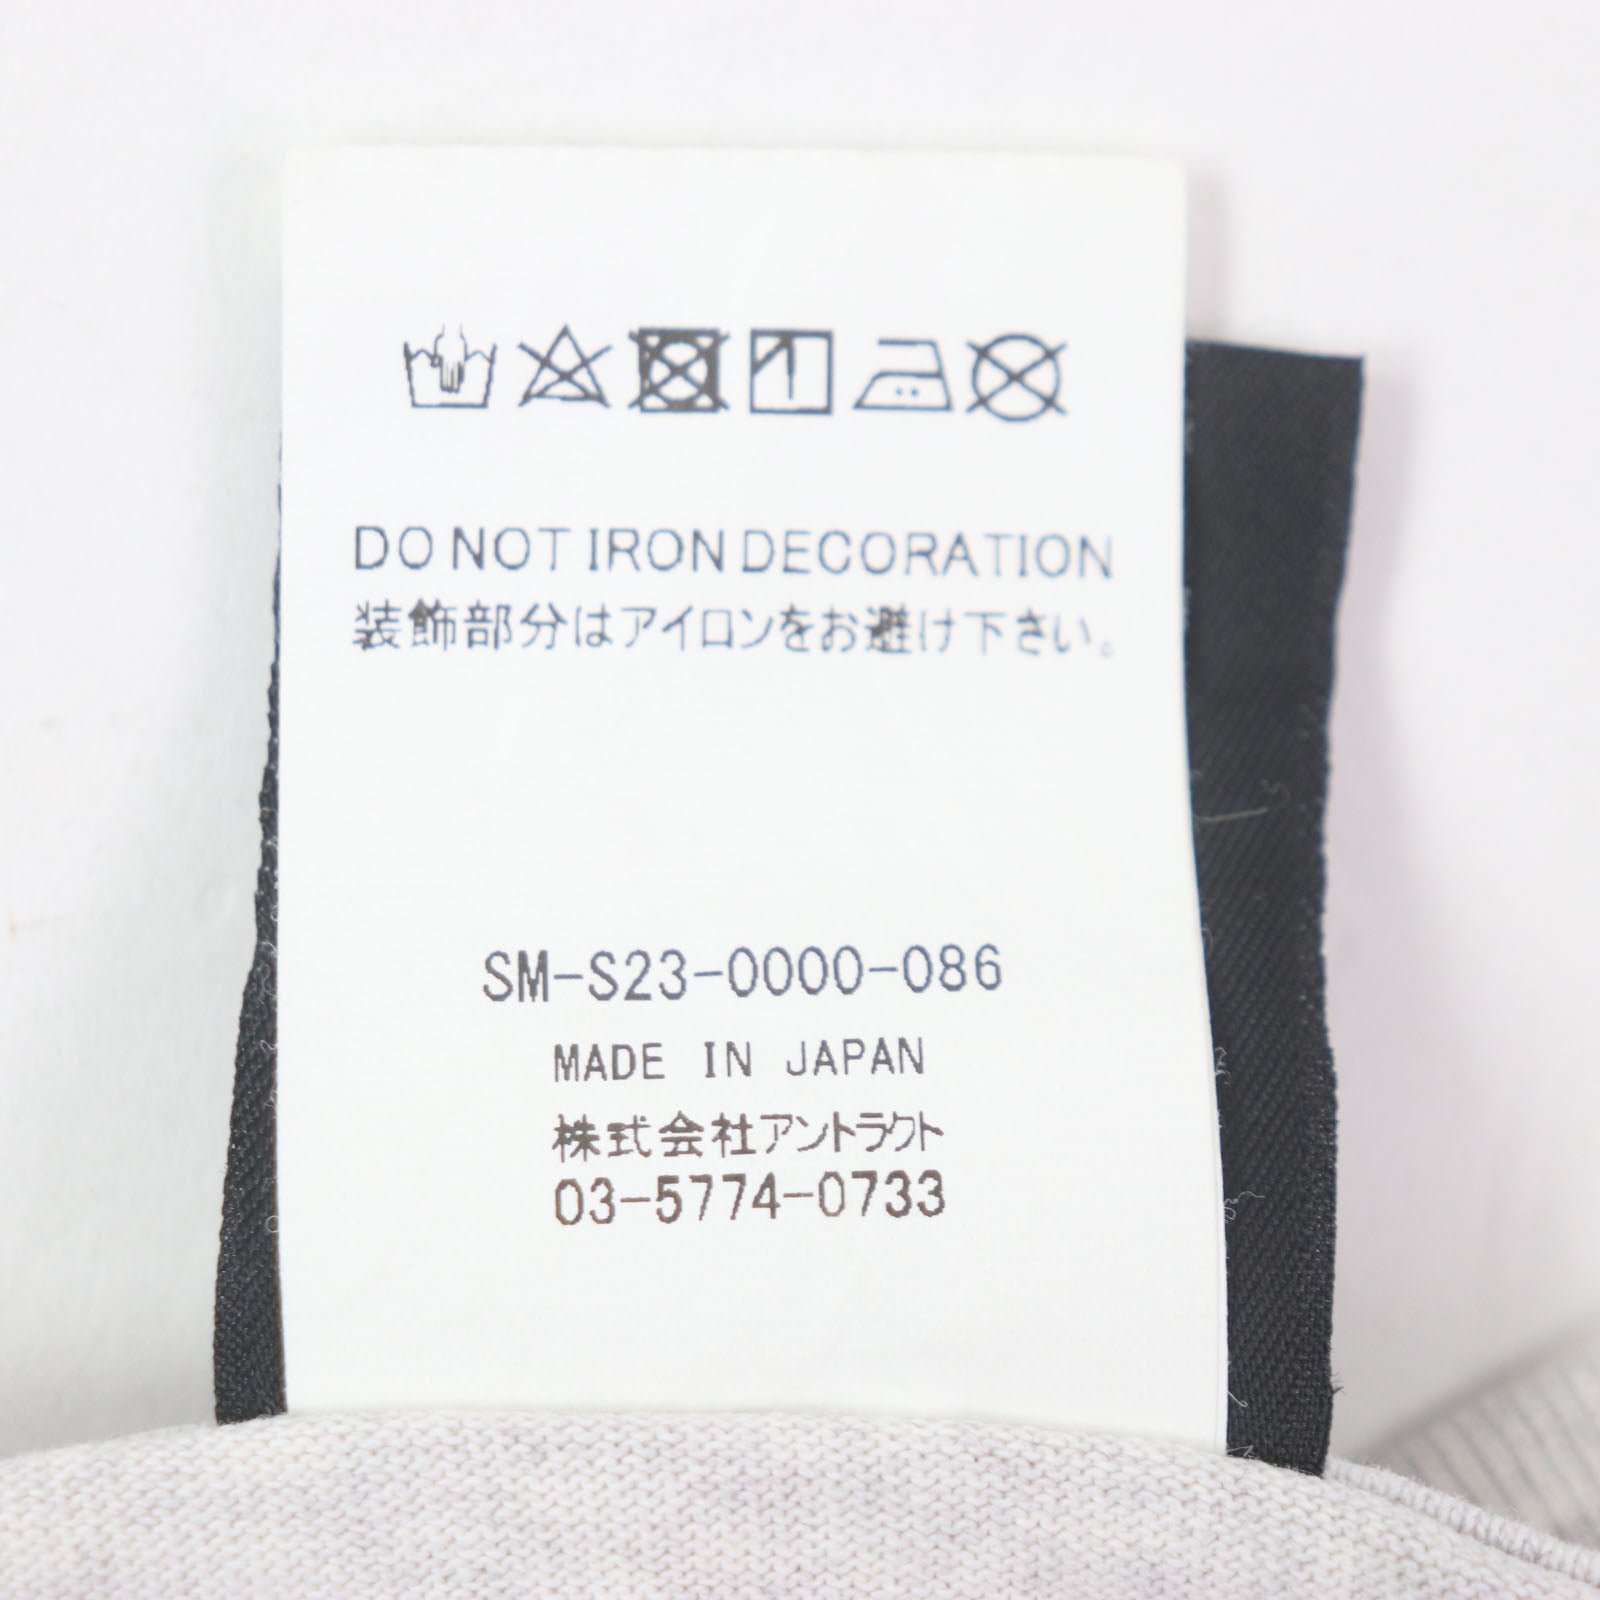 DO NOT IRON DECORATION
装飾部分はアイロンをお避け下さい。
SM-S23-0000-086
MADE IN JAPAN
株式会社アントラクト
03-5774-0733